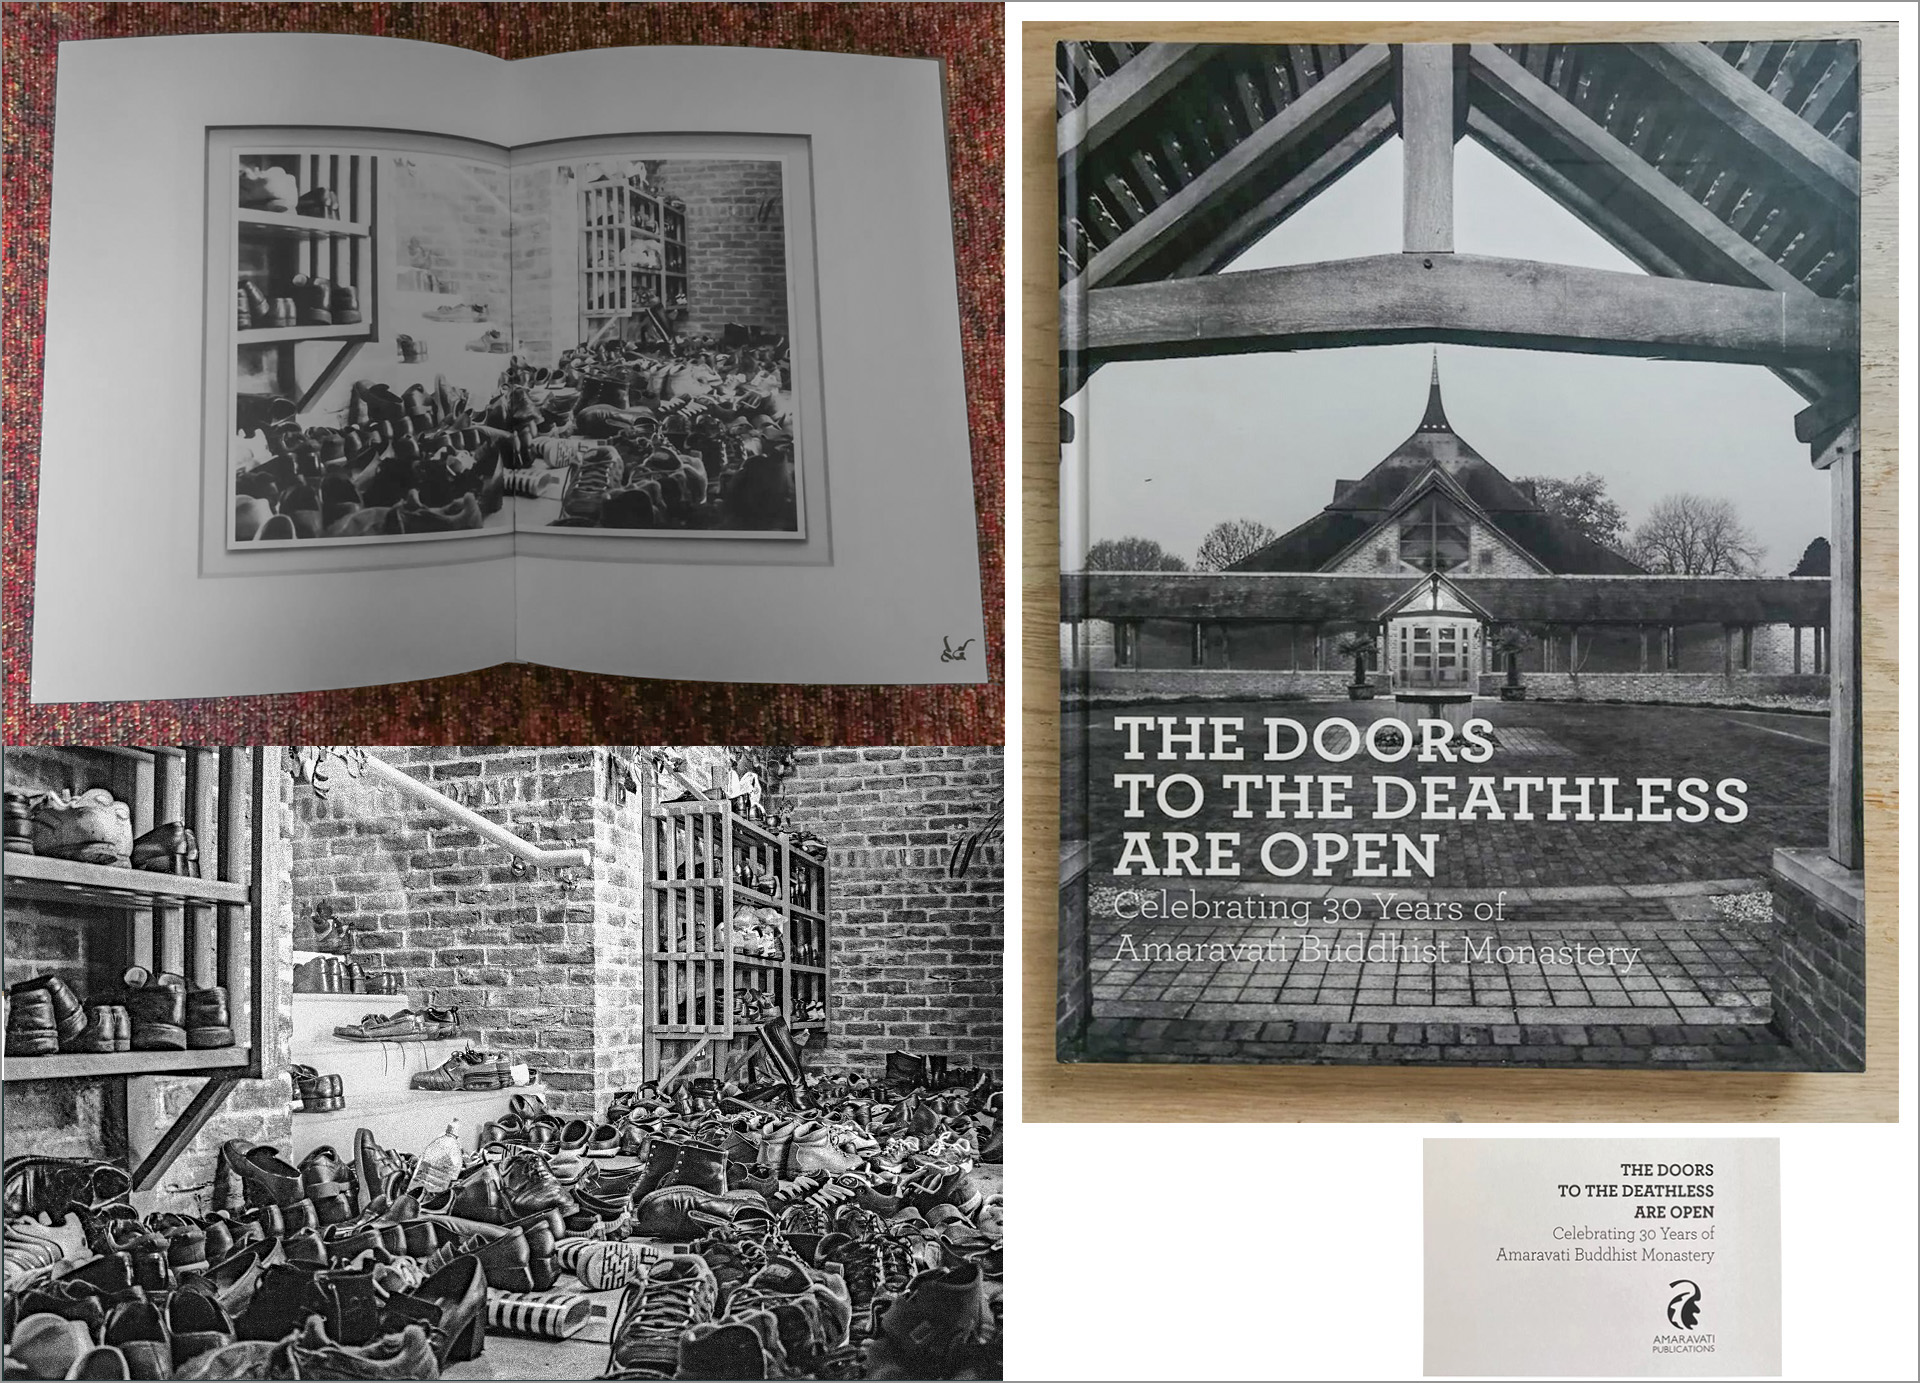 THE DOORS
TO THE DEATHLESS
ARE OPEN
Celebrating 30 Years of
Amaravati Buddhist Monastery
THE DOORS
TO THE DEATHLESS
ARE OPEN
Celebrating 30 Years of
Amaravati Buddhist Monastery
AMARAVATI
PUBLICATIONS